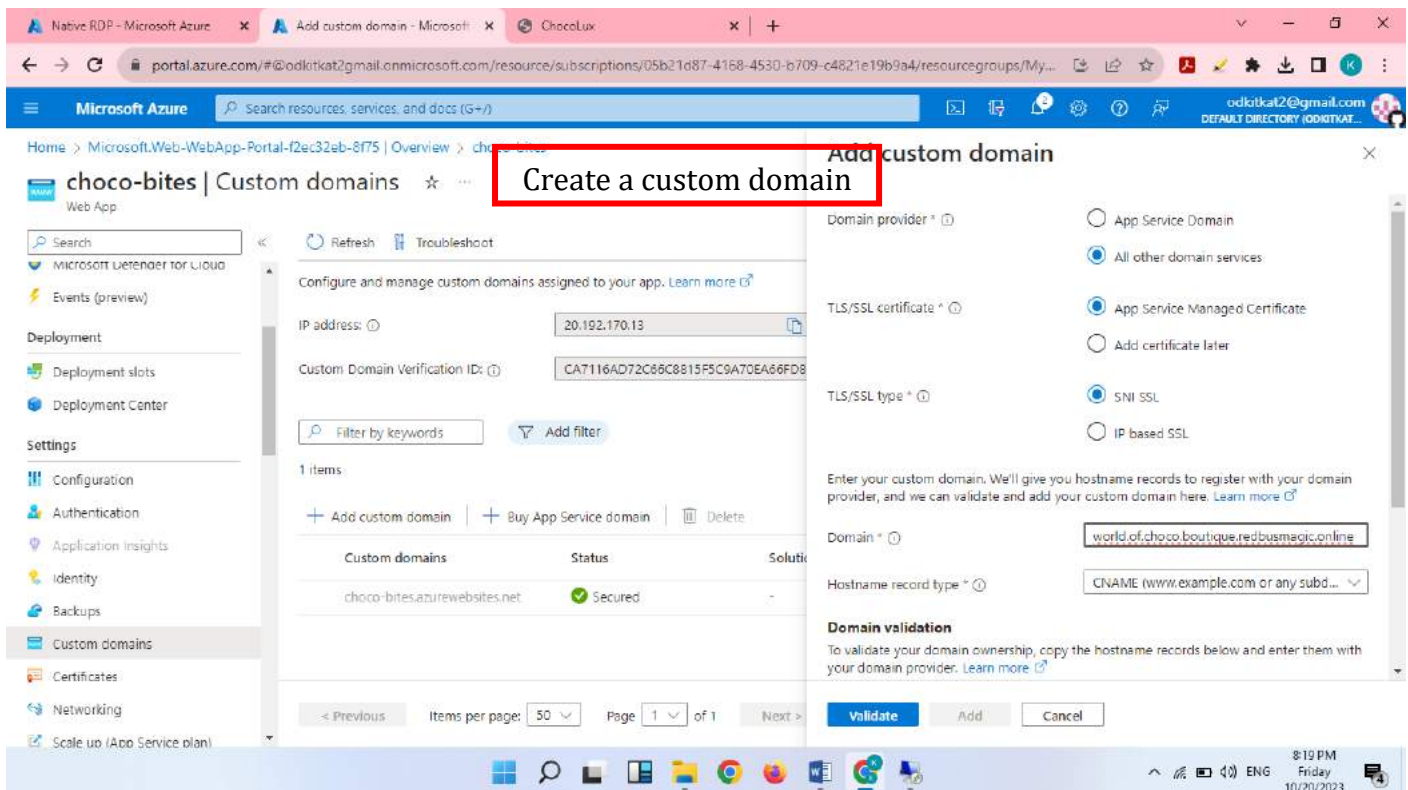 Native RDP - Microsoft Azure
Add custom domain - Microsoft
ChocoLux
portal.azure.com/#@odkitkat2gmail.onmicrosoft.com/resource/subscriptions/05b21d87-4168-4530-b709-c4821e19b9a4/resourcegroups/My...
K
Microsoft Azure
Search resources, services, and docs (G+/)
2
odkitkat2@gmail.com
DEFAULT DIRECTORY (ODKITKAT...
Home > Microsoft.Web-WebApp-Portal-f2ec32eb-8f75 | Overview > choco-bites
choco-bites | Custom domains
Web App
Create a custom domain
Add custom domain
Search
Microsoft Defender for Cloud
Events (preview)
Deployment
Deployment slots
Deployment Center
Settings
Configuration
Authentication
Application Insights
Identity
Backups
Custom domains
Certificates
Networking
Scale up (App Service plan)
Refresh
Troubleshoot
Configure and manage custom domains assigned to your app. Learn more
IP address:
20.192.170.13
Custom Domain Verification ID:
CA7116AD72C66C8815F5C9A70EA66FD8
Filter by keywords
Add filter
1 items
Add custom domain
Buy App Service domain
Delete
Custom domains
Status
Solutio
choco-bites.azurewebsites.net
Secured
-
< Previous
Items per page: 50
Page 1 of 1
Next >
Domain provider *
App Service Domain
All other domain services
TLS/SSL certificate *
App Service Managed Certificate
Add certificate later
TLS/SSL type *
SNI SSL
IP based SSL
Enter your custom domain. We'll give you hostname records to register with your domain
provider, and we can validate and add your custom domain here. Learn more
Domain *
world.of.choco.boutique.redbusmagic.online
Hostname record type *
CNAME (www.example.com or any subd...
Domain validation
To validate your domain ownership, copy the hostname records below and enter them with
your domain provider. Learn more
Validate
Add
Cancel
ENG
8:19 PM
Friday
10/20/2023
4